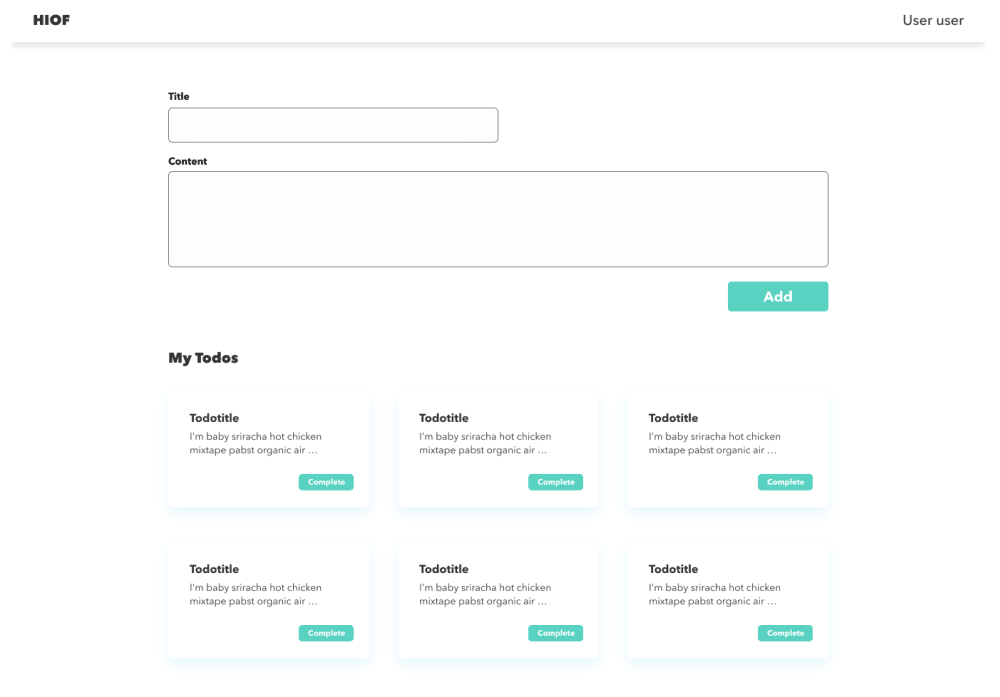 HIOF
User user
Title
Content
Add
My Todos
Todotitle
I'm baby sriracha hot chicken
mixtape pabst organic air ...
Complete
Todotitle
I'm baby sriracha hot chicken
mixtape pabst organic air ...
Complete
Todotitle
I'm baby sriracha hot chicken
mixtape pabst organic air ...
Complete
Todotitle
I'm baby sriracha hot chicken
mixtape pabst organic air ...
Complete
Todotitle
I'm baby sriracha hot chicken
mixtape pabst organic air ...
Complete
Todotitle
I'm baby sriracha hot chicken
mixtape pabst organic air ...
Complete